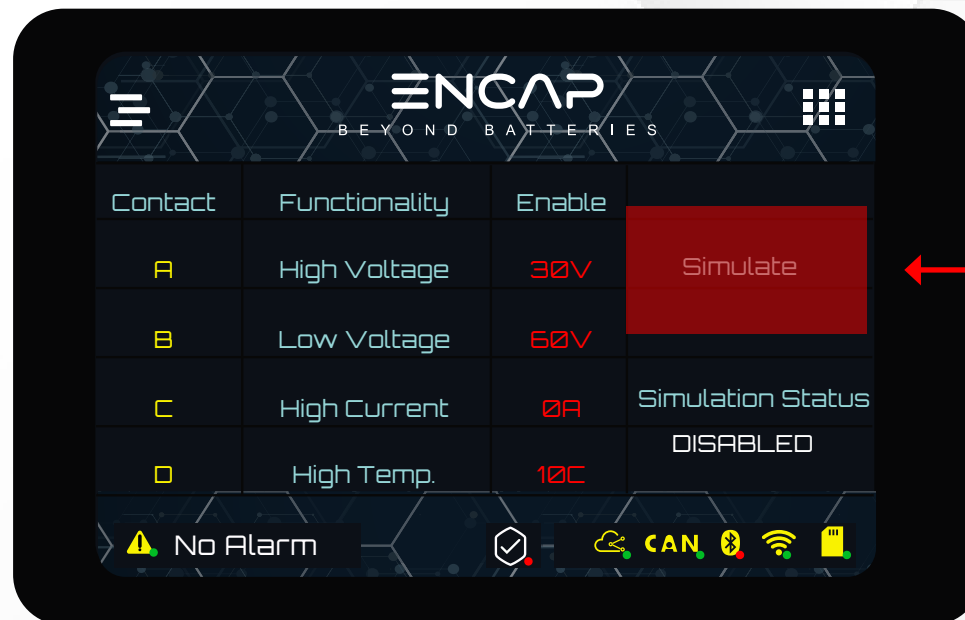 ENCAP
BEYOND BATTERIES
Contact Functionality Enable
A High Voltage 30V Simulate
B Low Voltage 60V
C High Current 0A Simulation Status
DISABLED
D High Temp. 10C
No Alarm CAN